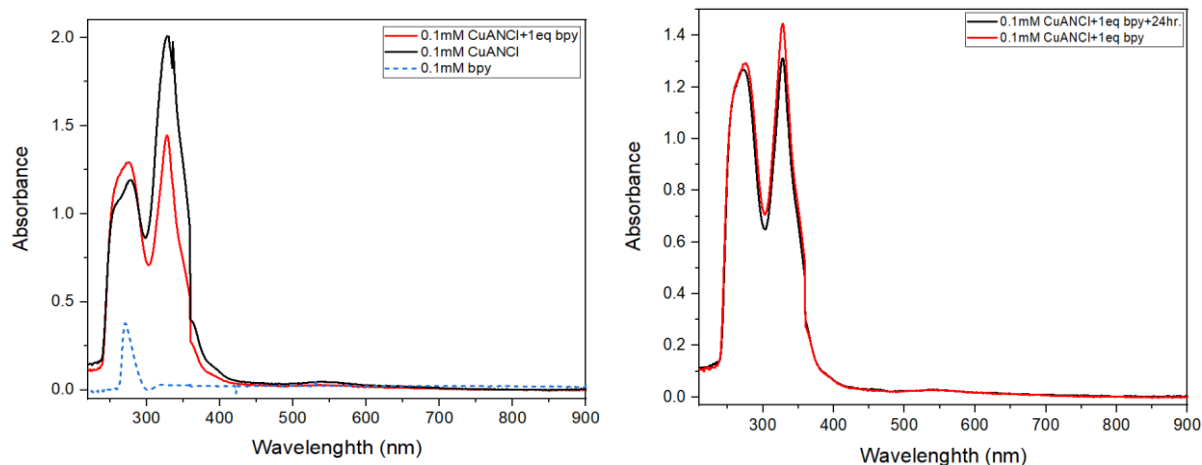 0.1mM CuANCl+1eq bpy
0.1mM CuANCl
0.1mM bpy
2.0
1.5
1.0
0.5
0.0
Absorbance
300 400 500 600 700 800 900
Wavelenghth (nm)
0.1mM CuANCl+1eq bpy+24hr.
0.1mM CuANCl+1eq bpy
1.4
1.2
1.0
0.8
0.6
0.4
0.2
0.0
Absorbance
300 400 500 600 700 800 900
Wavelenghth (nm)